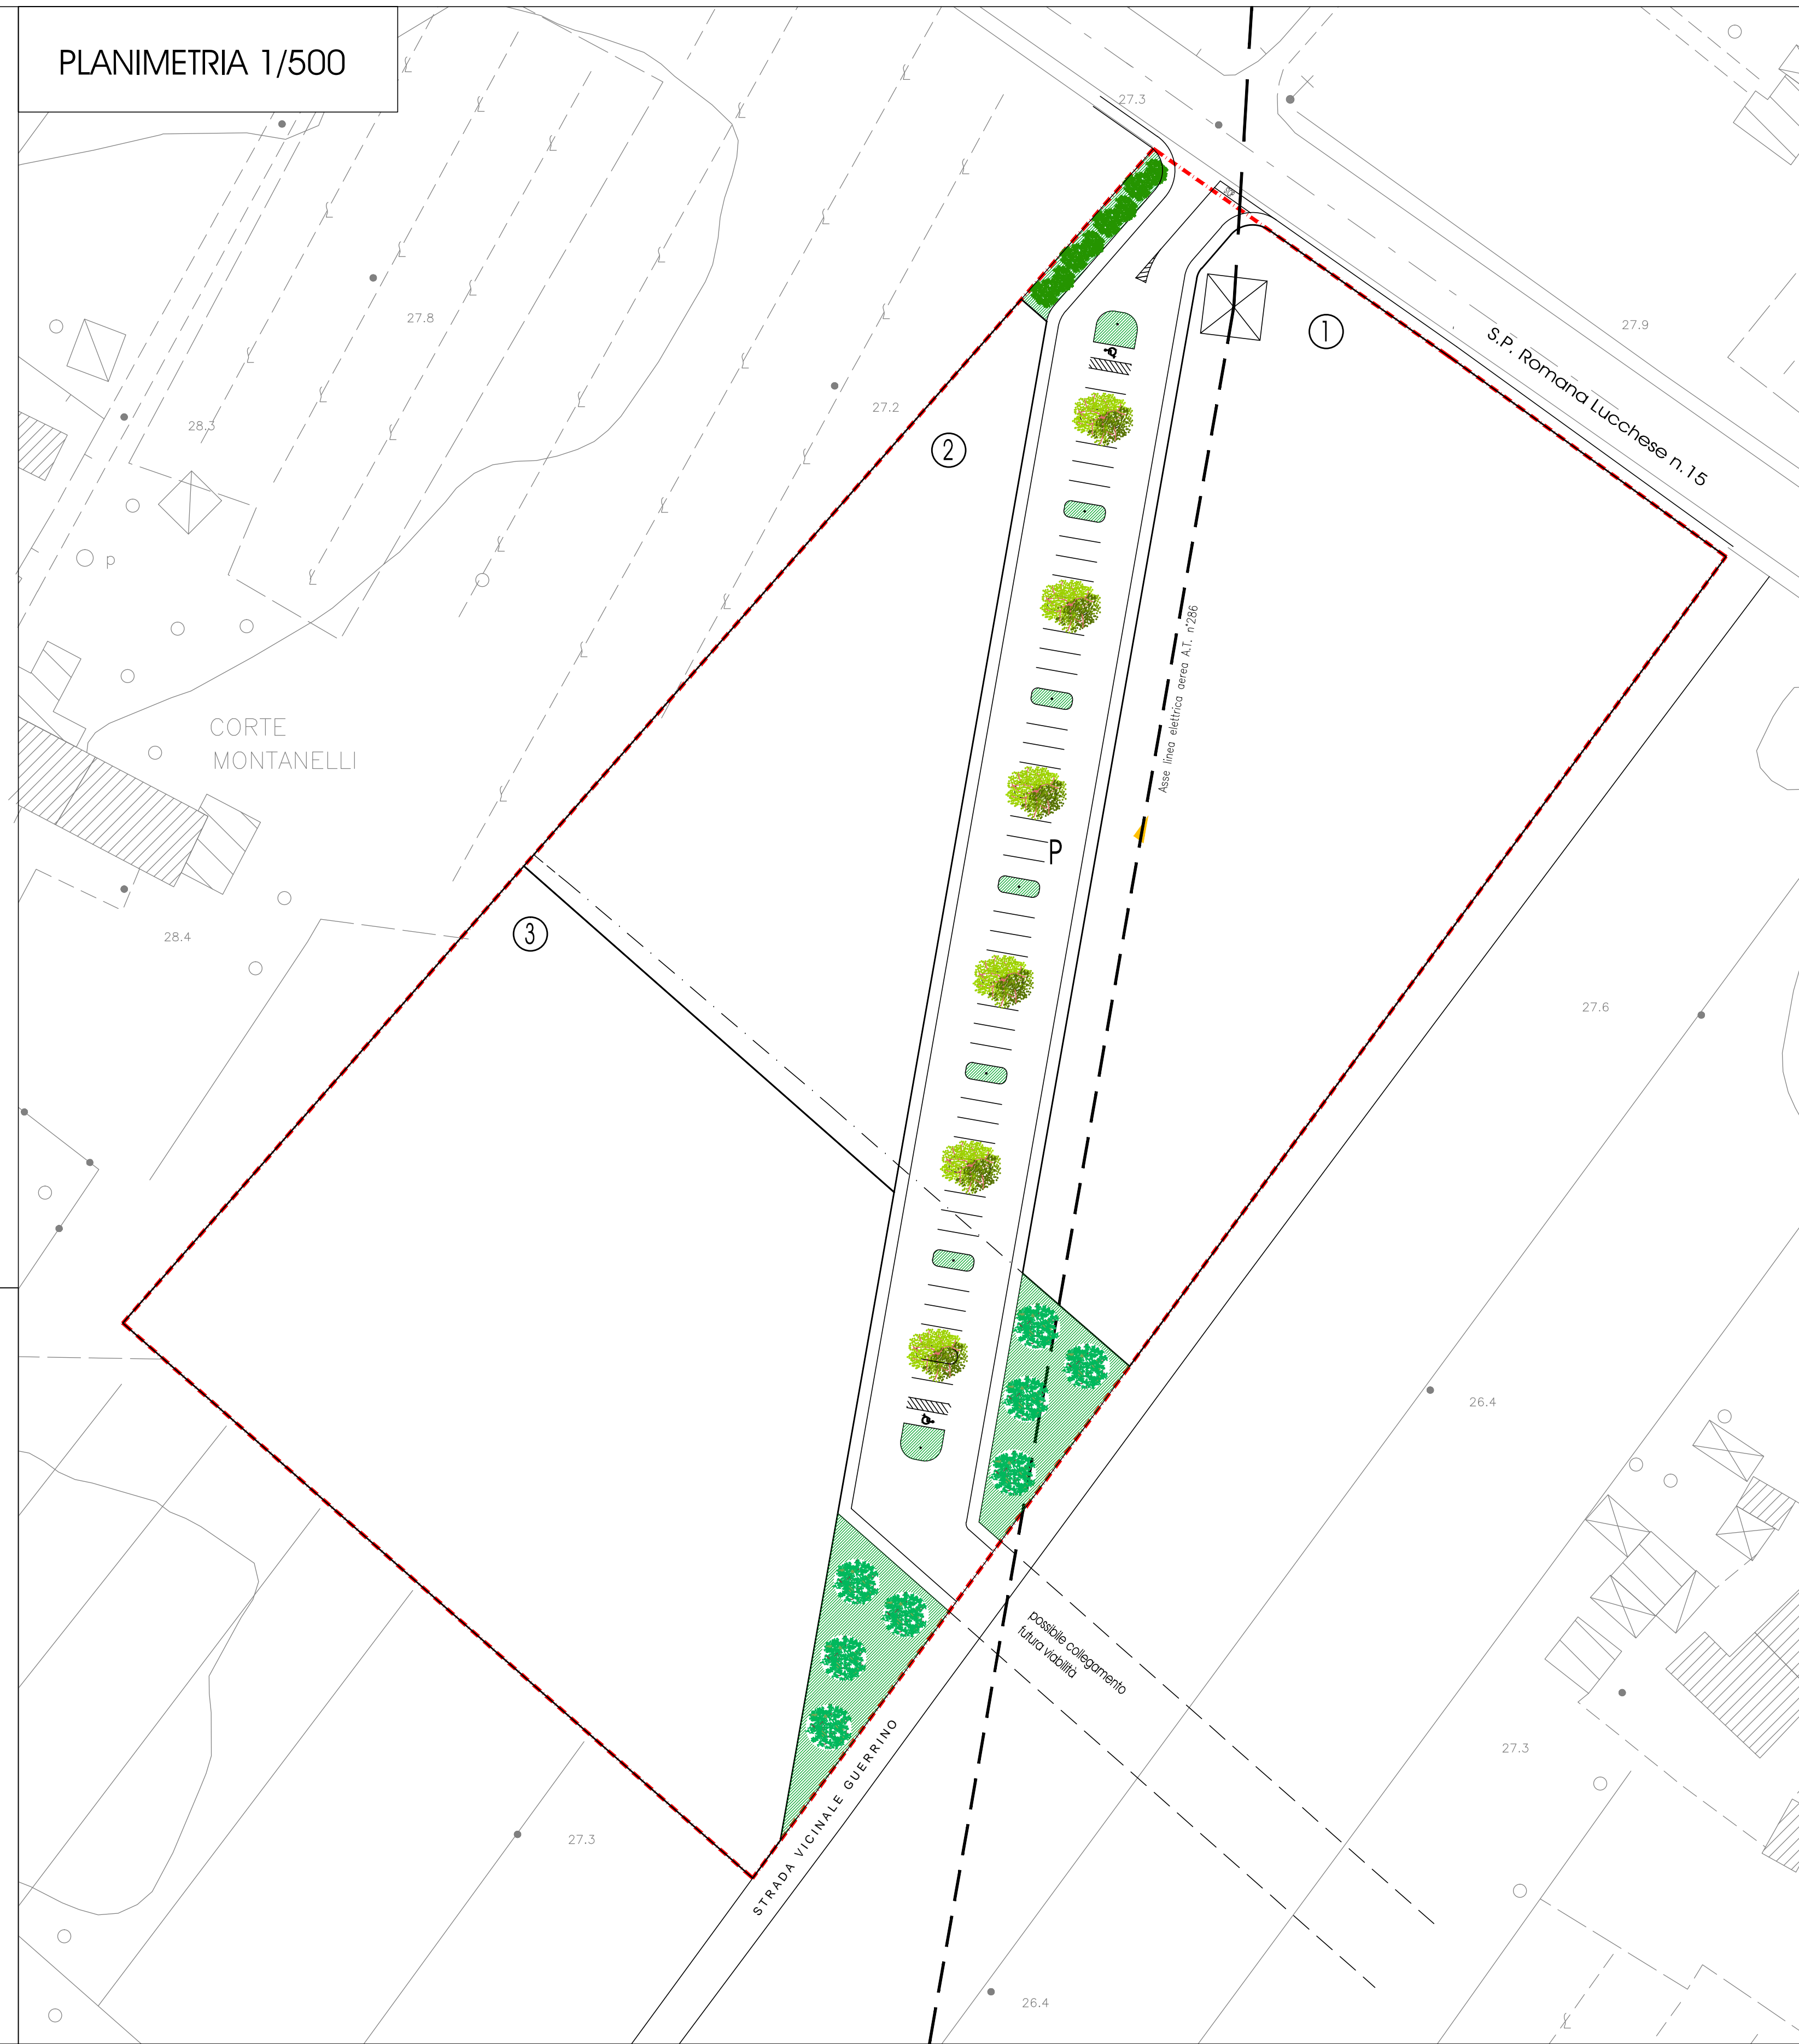 PLANIMETRIA 1/500
27.3
27.9
S.P. Romana Lucchese n.15
1
27.8
27.2
28.3
2
P
p
Asse linea elettrica aerea A.T. n°286
CORTE
MONTANELLI
P
3
28.4
27.6
26.4
possibile collegamento
futura viabilità
STRADA VICINALE GUERRINO
27.3
27.3
26.4